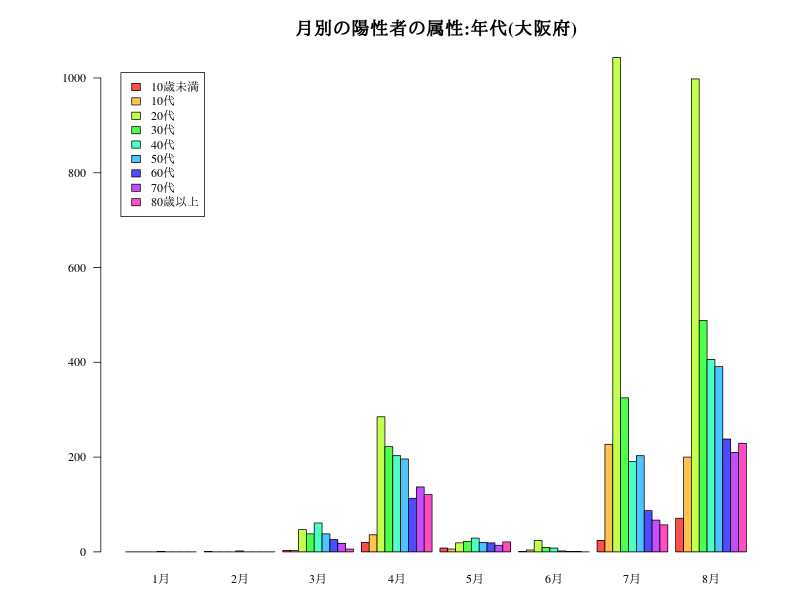 月別の陽性者の属性:年代(大阪府)
1000
800
600
400
200
0
10歳未満
10代
20代
30代
40代
50代
60代
70代
80歳以上
1月 2月 3月 4月 5月 6月 7月 8月